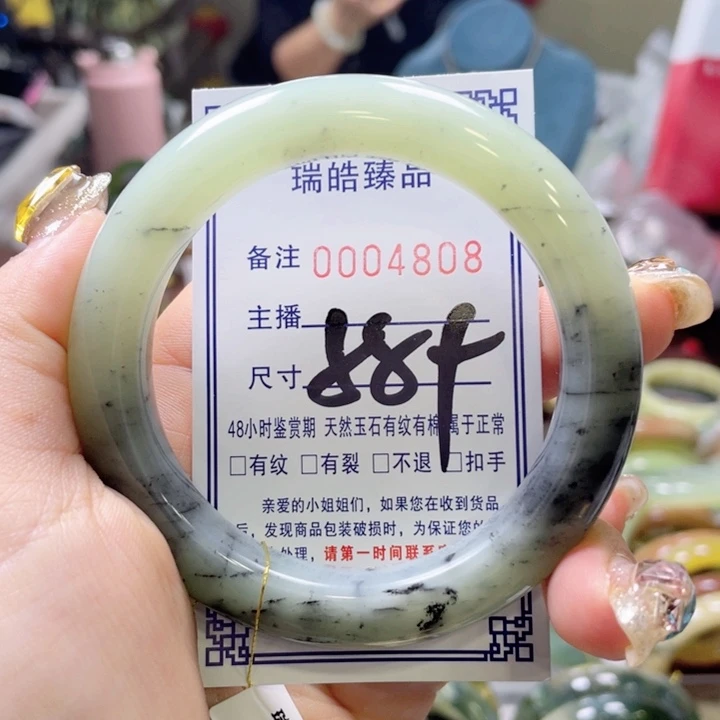 瑞皓臻品
备注 0004808
主播
尺寸 884
48小时鉴赏期 天然玉石有纹有棉属于正常
□有纹 □有裂 □不退 □扣手
亲爱的小姐姐们，如果您在收到货品
后，发现商品包装破损时，为保证您的
处理，请第一时间联系